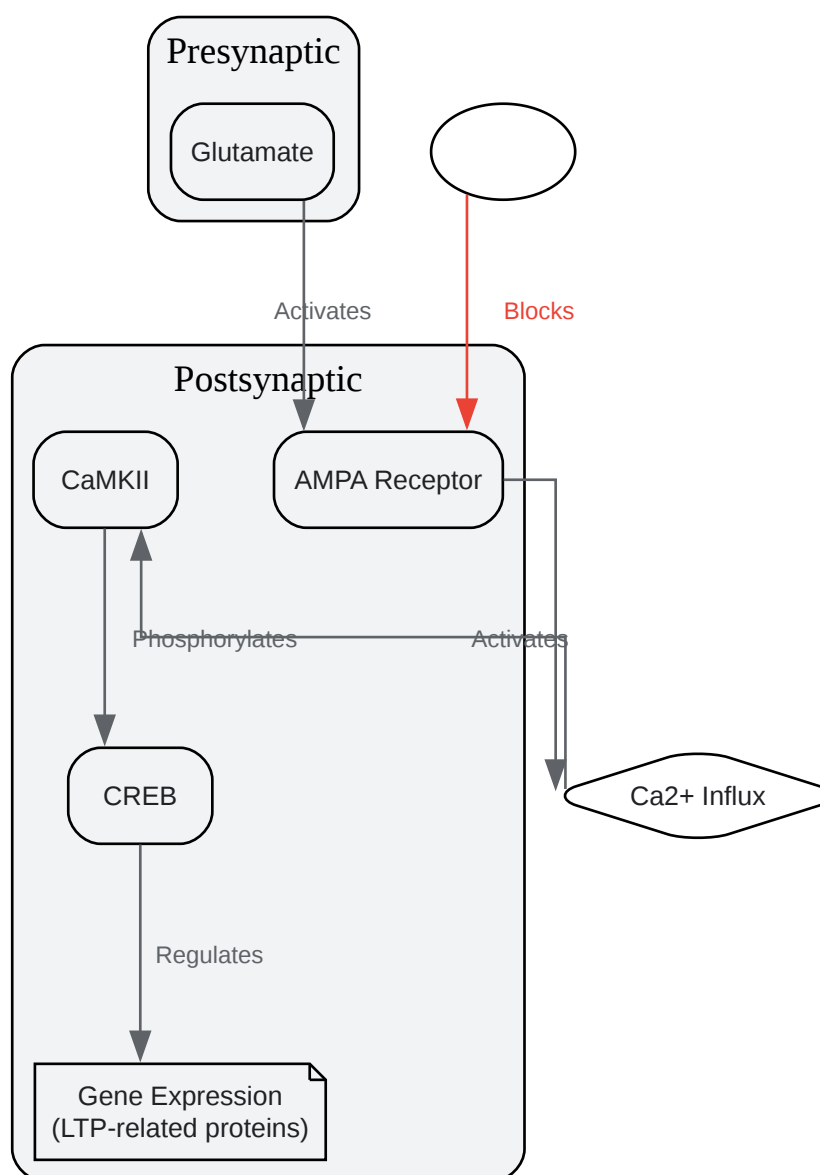 Presynaptic
Glutamate
Activates
Blocks
Postsynaptic
CaMKII
AMPA Receptor
Phosphorylates
Activates
CREB
Ca2+ Influx
Regulates
Gene Expression
(LTP-related proteins)